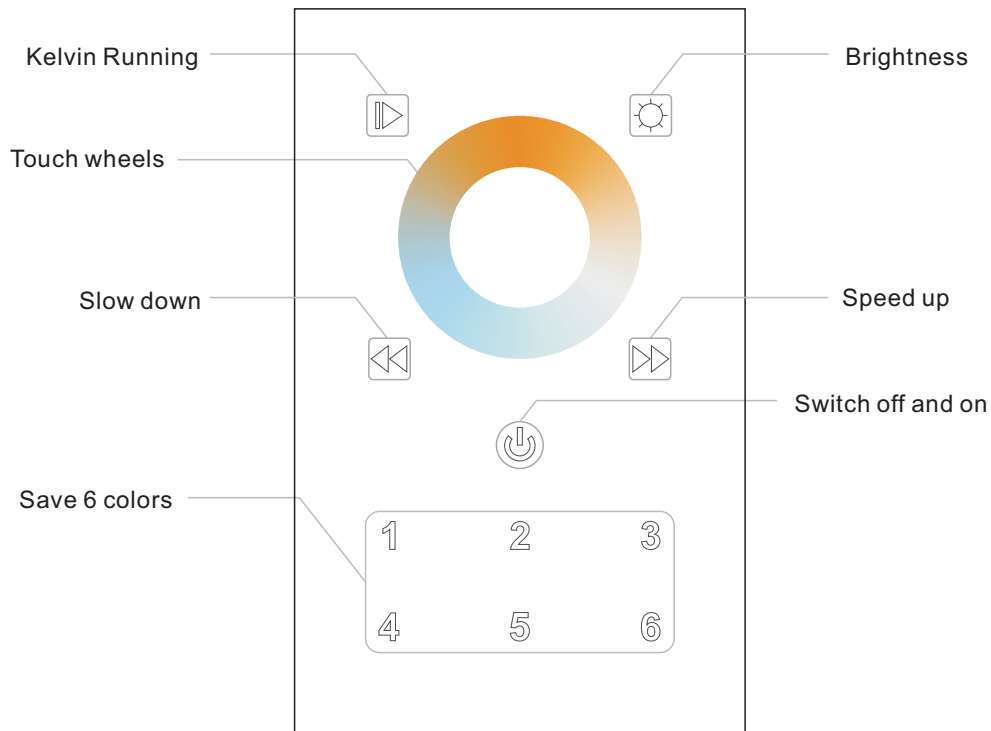 Kelvin Running
Brightness
Touch wheels
Slow down
Speed up
Switch off and on
Save 6 colors
1 2 3
4 5 6